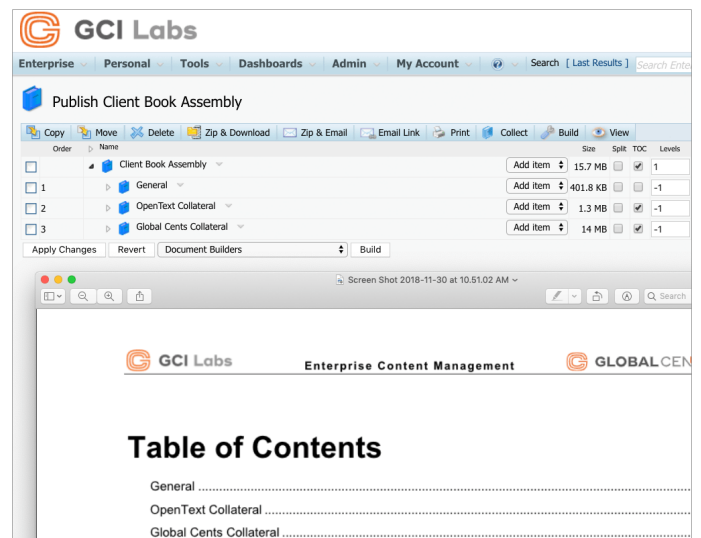 GCI Labs
Enterprise Personal Tools Dashboards Admin My Account Search [ Last Results ] Search Ente
Publish Client Book Assembly
Copy Move Delete Zip & Download Zip & Email Email Link Print Collect Build View
Order Name Size Split TOC Levels
Client Book Assembly Add item 15.7 MB 1
1 General Add item 401.8 KB -1
2 OpenText Collateral Add item 1.3 MB -1
3 Global Cents Collateral Add item 14 MB -1
Apply Changes Revert Document Builders Build
Screen Shot 2018-11-30 at 10.51.02 AM
Search
GCI Labs Enterprise Content Management GLOBALCEN
Table of Contents
General ........................................
OpenText Collateral ........................................
Global Cents Collateral ........................................